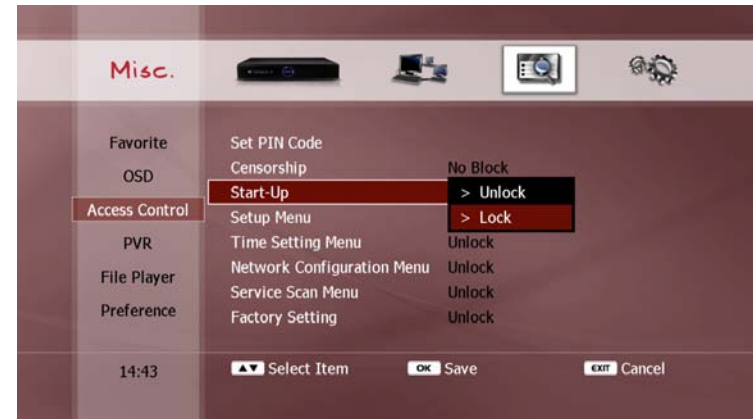 Misc.
Favorite
OSD
Access Control
PVR
File Player
Preference
14:43
Set PIN Code
Censorship No Block
Start-Up > Unlock
Setup Menu > Lock
Time Setting Menu Unlock
Network Configuration Menu Unlock
Service Scan Menu Unlock
Factory Setting Unlock
▲▼ Select Item OK Save EXIT Cancel